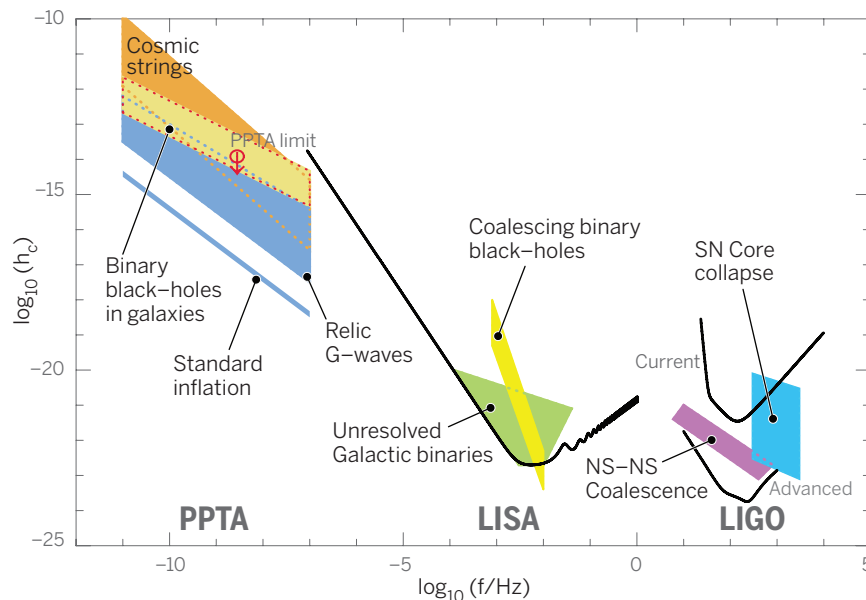 −10
Cosmic
strings
PPTA limit
−15
Coalescing binary
black–holes
SN Core
collapse
Binary
black–holes
in galaxies
Relic
G–waves
Standard
inflation
−20
Current
Unresolved
Galactic binaries
NS–NS
Coalescence
Advanced
PPTA
LISA
LIGO
−25
−10
−5
0
5
log10 (f/Hz)
log10 (hc)